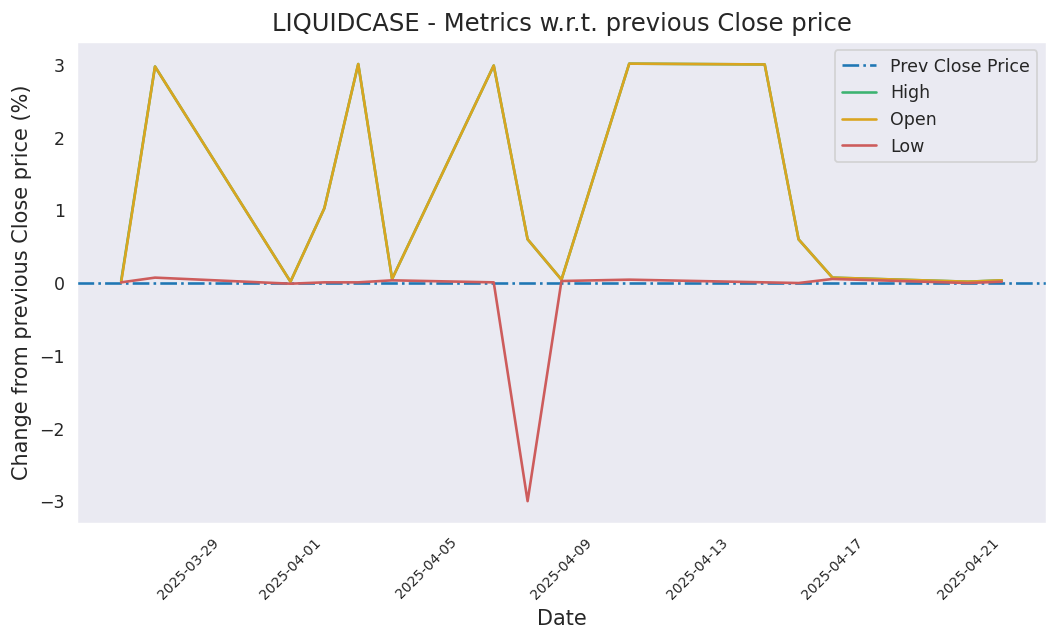 LIQUIDCASE - Metrics w.r.t. previous Close price
Change from previous Close price (%)
3
2
1
0
−1
−2
−3
Prev Close Price
High
Open
Low
2025-03-29
2025-04-01
2025-04-05
2025-04-09
2025-04-13
2025-04-17
2025-04-21
Date